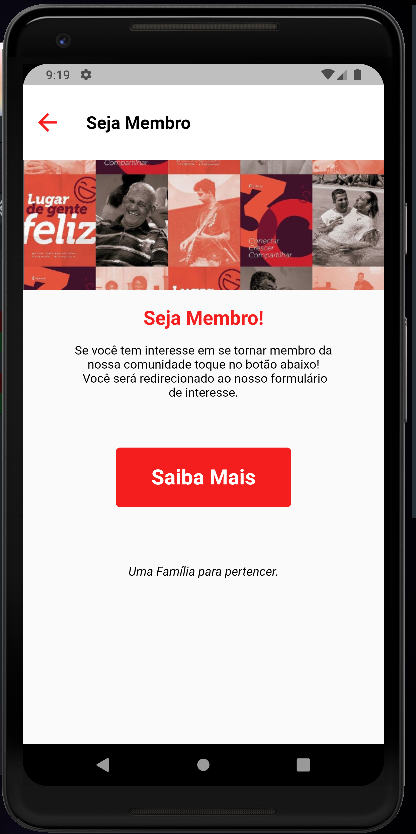 9:19
Seja Membro
Compartilhar
Lugar
de gente
feliz
Conectar
Crescer
Compartilhar
Lugar
Seja Membro!
Se você tem interesse em se tornar membro da
nossa comunidade toque no botão abaixo!
Você será redirecionado ao nosso formulário
de interesse.
Saiba Mais
Uma Família para pertencer.